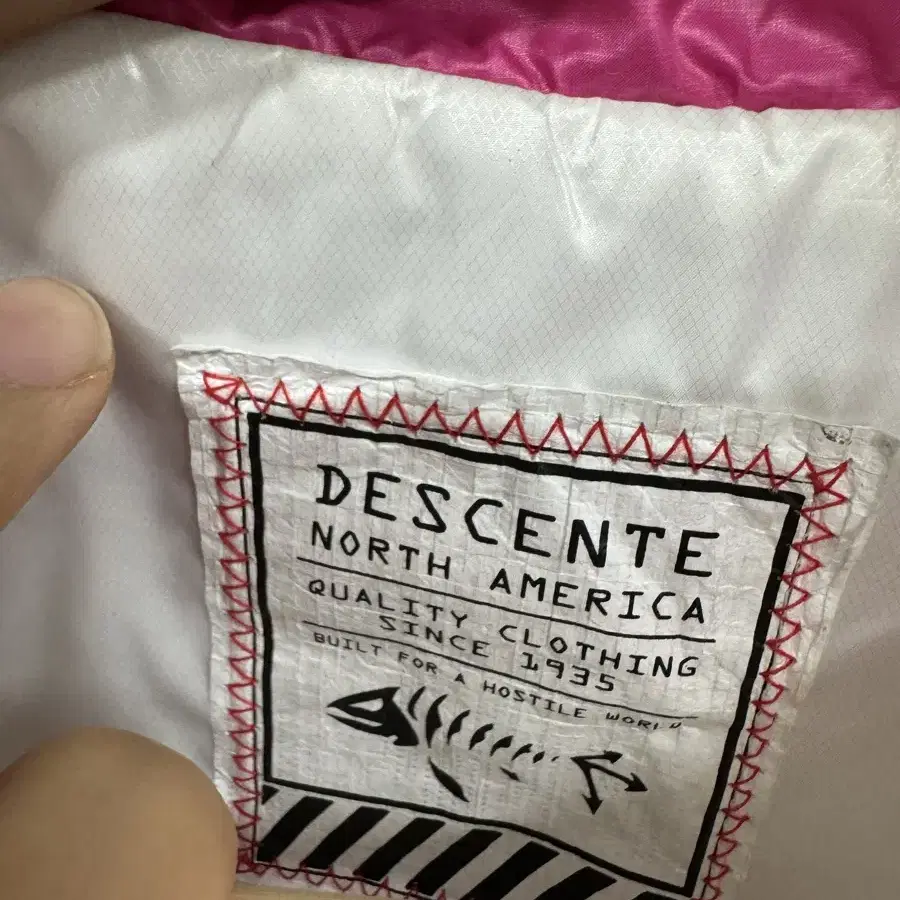 DESCENTE
NORTH AMERICA
QUALITY CLOTHING
SINCE 1935
BUILT FOR A HOSTILE WORLD